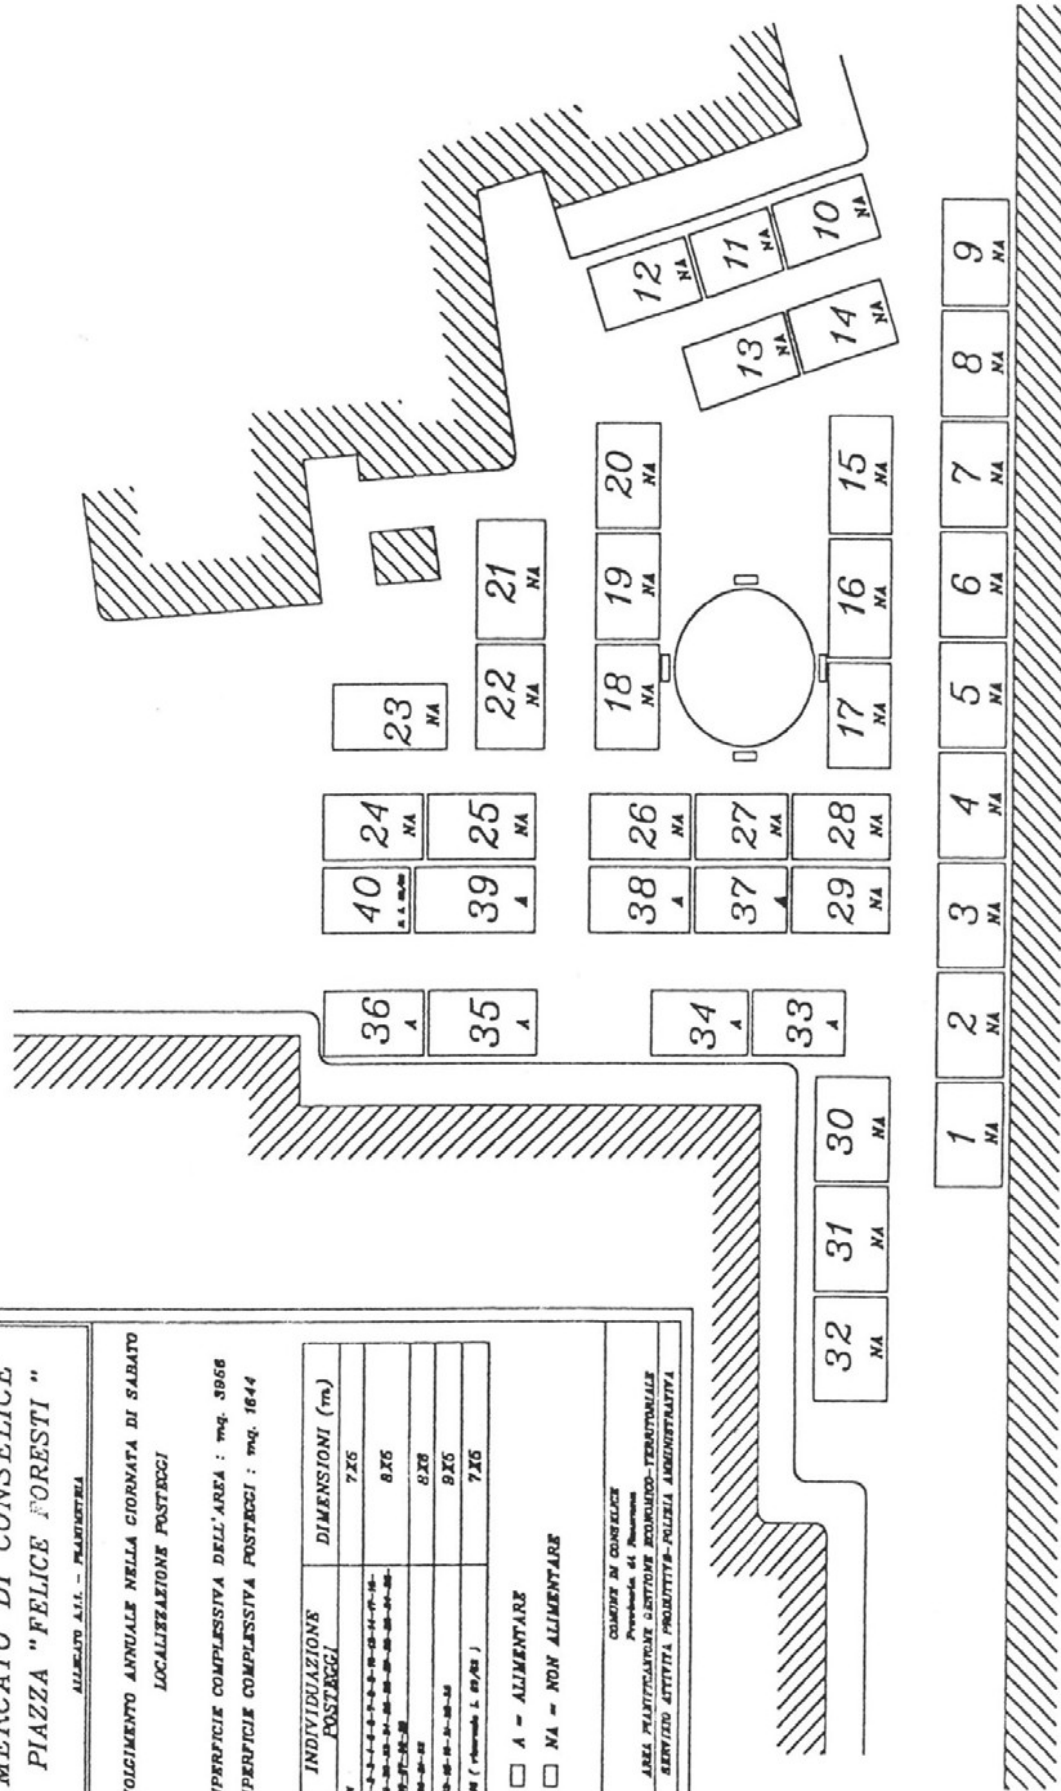 MERCATO DI CONSELICE
PIAZZA "FELICE FORESTI"
ALLEGATO A.1.1. - PLANIMETRIA
ANNUALE NELLA GIORNATA DI SABATO
LOCALIZZAZIONE POSTEGGI
COMPLESSIVA DELL'AREA : mq. 3956
COMPLESSIVA POSTEGGI : mq. 1644
INDIVIDUAZIONE POSTEGGI
DIMENSIONI (m)
7X5
8X5
8X6
9X5
7X5
A = ALIMENTARE
NA = NON ALIMENTARE
COMUNE DI CONSELICE
Provincia di Ravenna
AREA PIANIFICAZIONE GESTIONE ECONOMICO-TERRITORIALE
SERVIZIO ATTIVITA PRODUTTIVE-POLIZIA AMMINISTRATIVA
36 A
35 A
34 A
33 A
32 NA
31 NA
30 NA
40
39 A
38 A
37 A
29 NA
24 NA
25 NA
26 NA
27 NA
28 NA
23 NA
22 NA
21 NA
18 NA
19 NA
20 NA
17 NA
16 NA
15 NA
12 NA
11 NA
10 NA
13 NA
14 NA
1 NA
2 NA
3 NA
4 NA
5 NA
6 NA
7 NA
8 NA
9 NA